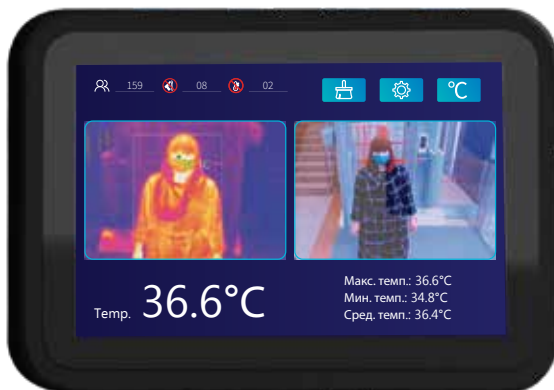 159 08 02 °C
Temp. 36.6°C
Макс. темп.: 36.6°C
Мин. темп.: 34.8°C
Сред. темп.: 36.4°C